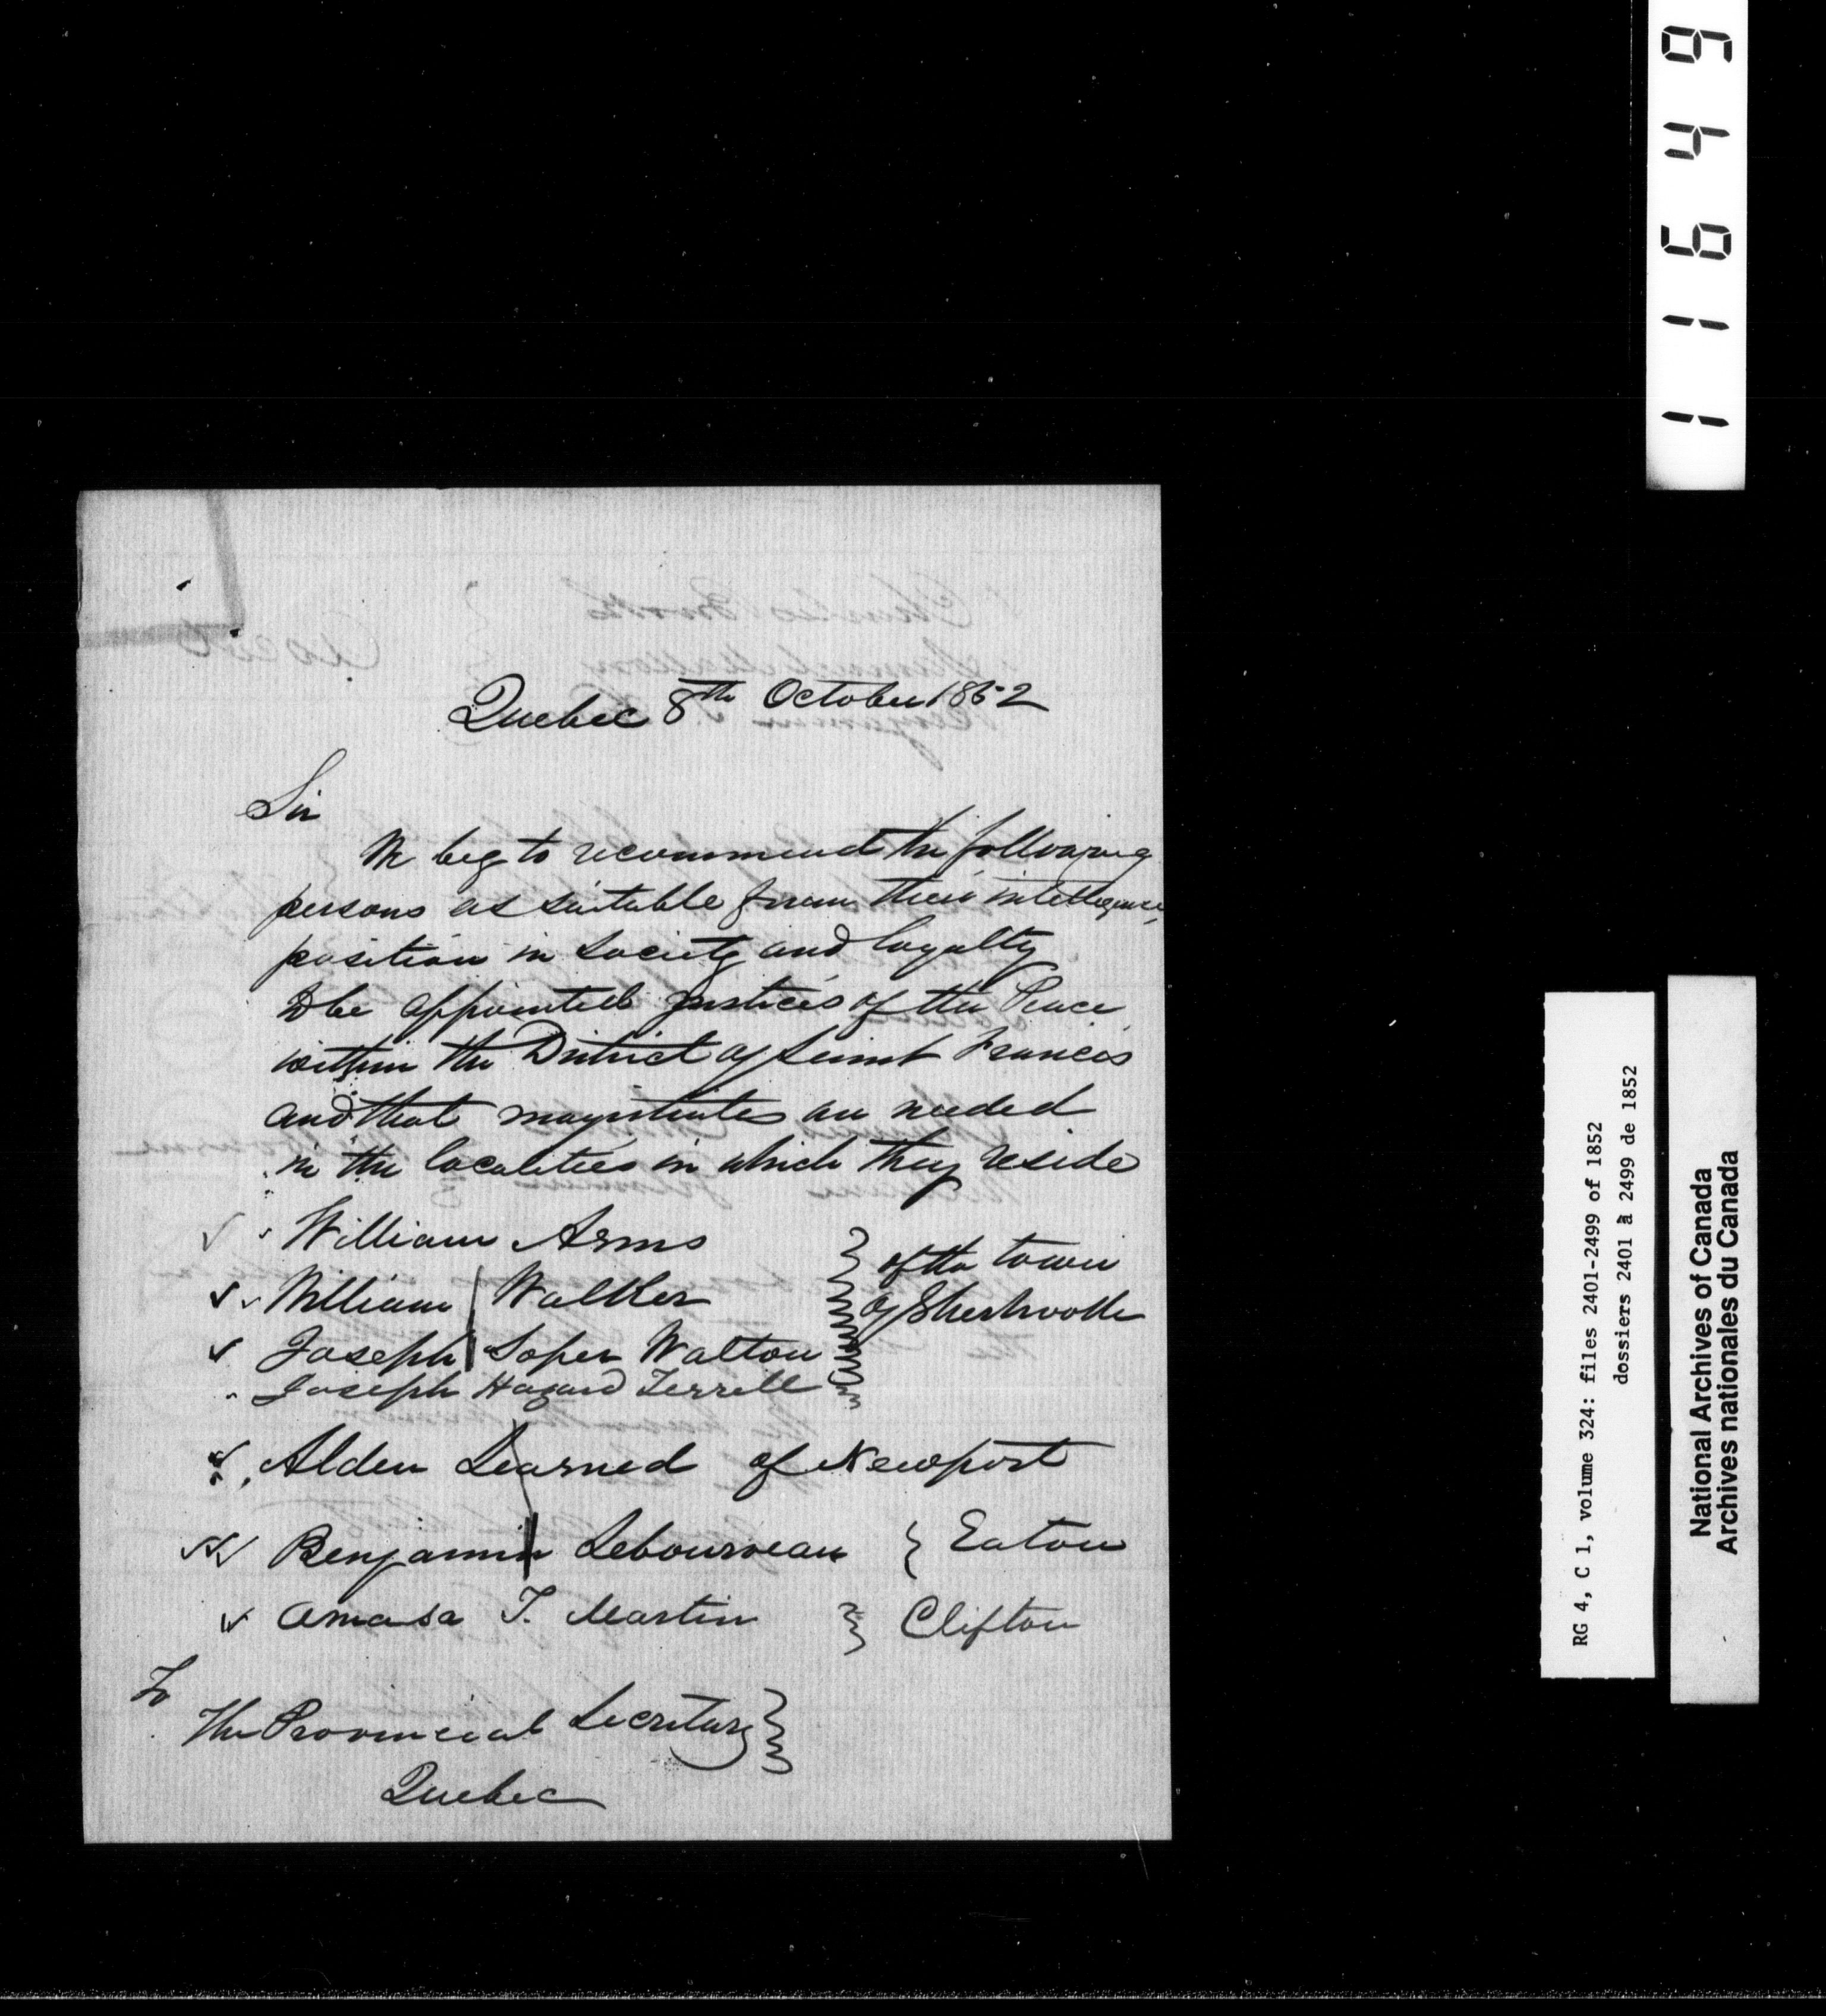 Quebec 8th October 1852
Sir
We beg to recommend the following
persons as suitable from their intelligence,
position in society and loyalty
to be appointed Justices of the Peace
within the District of Saint Francis
and that magistrates are needed
in the localities in which they reside
William Arms
William Walker
of the town
of Sherbrooke
Joseph Soper Walton
Joseph Hazard Terrill
Alden Learned of Newport
Benjamin Lebourveau } Eaton
Amasa T. Martin } Clifton
To
The Provincial Secretary
Quebec
11649
RG 4, C 1, volume 324: files 2401-2499 of 1852
dossiers 2401 à 2499 de 1852
National Archives of Canada
Archives nationales du Canada